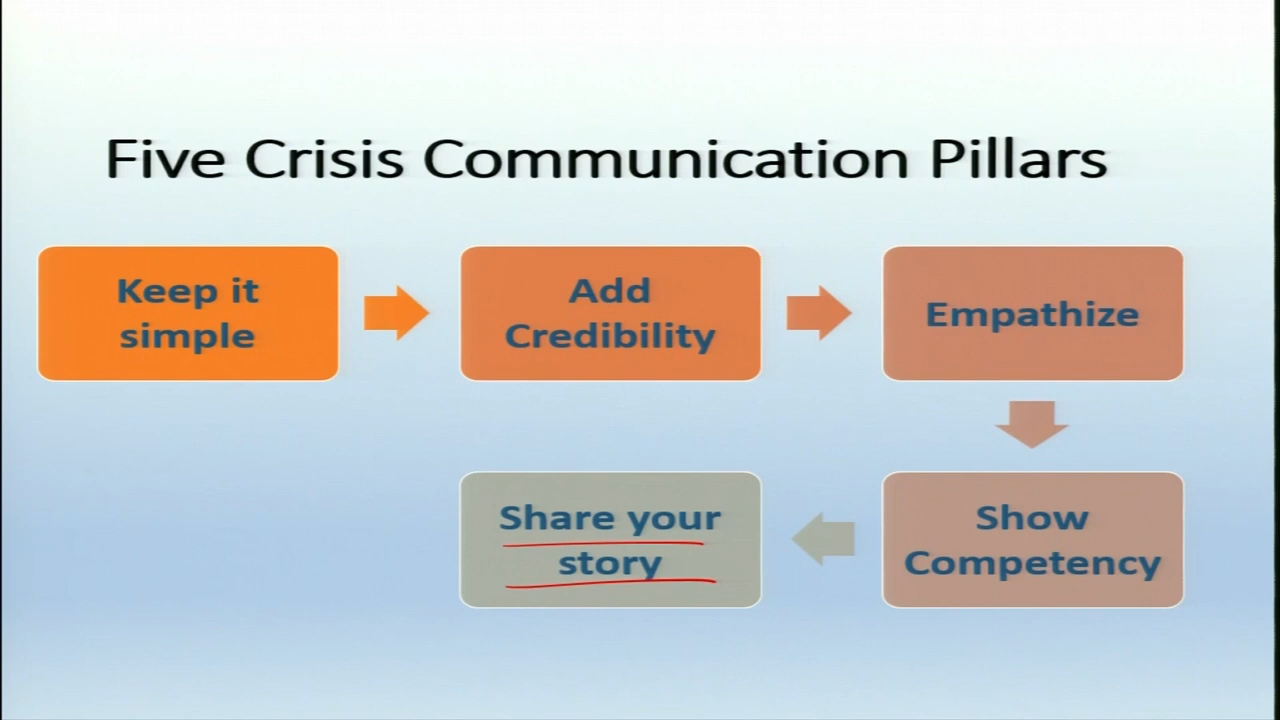 Five Crisis Communication Pillars
Keep it
simple
Add
Credibility
Empathize
Show
Competency
Share your
story